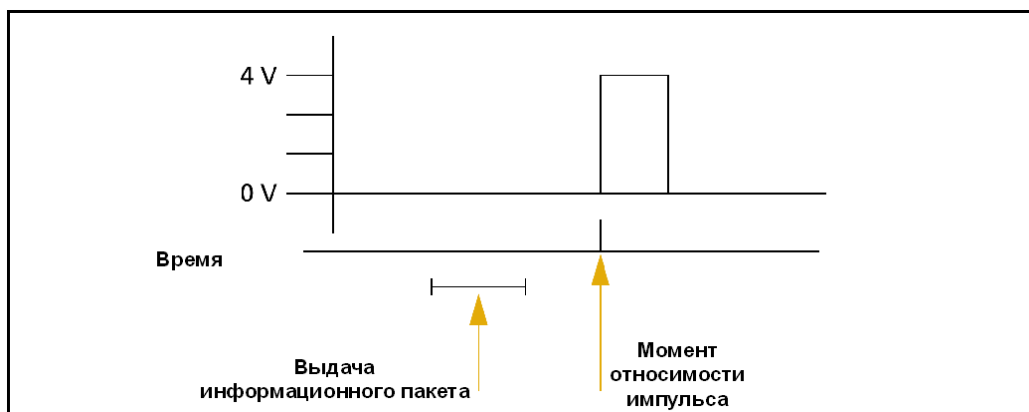 4 V
0 V
Время
Выдача
информационного пакета
Момент
относимости
импульса